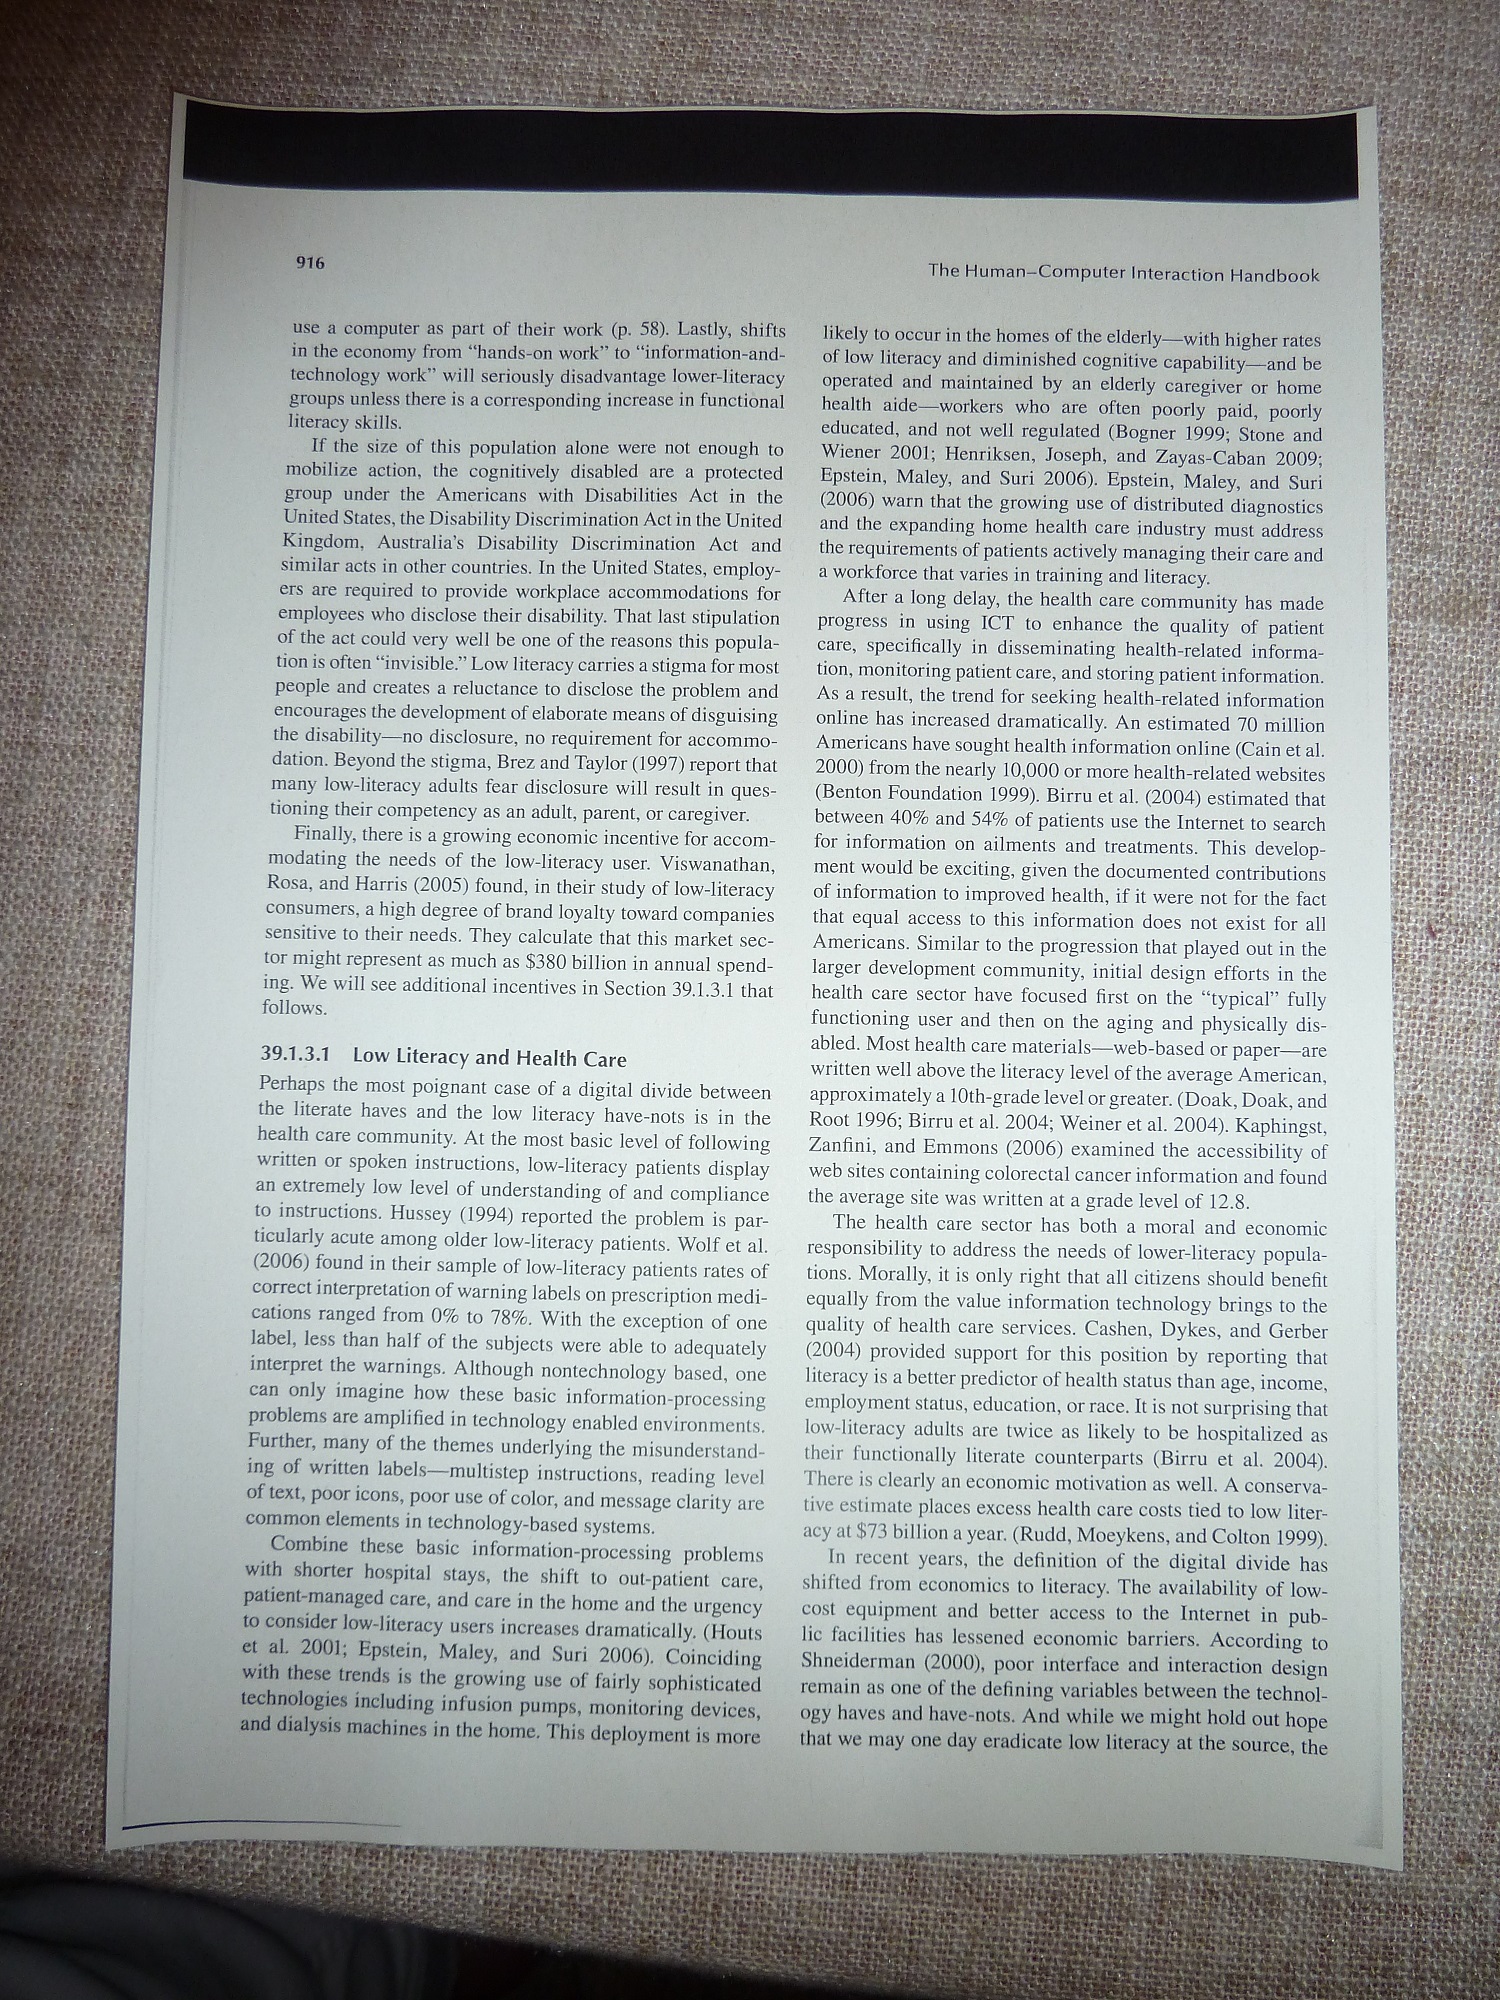 916
The Human–Computer Interaction Handbook
use a computer as part of their work (p. 58). Lastly, shifts
in the economy from “hands-on work” to “information-and-
technology work” will seriously disadvantage lower-literacy
groups unless there is a corresponding increase in functional
literacy skills.
If the size of this population alone were not enough to
mobilize action, the cognitively disabled are a protected
group under the Americans with Disabilities Act in the
United States, the Disability Discrimination Act in the United
Kingdom, Australia’s Disability Discrimination Act and
similar acts in other countries. In the United States, employ-
ers are required to provide workplace accommodations for
employees who disclose their disability. That last stipulation
of the act could very well be one of the reasons this popula-
tion is often “invisible.” Low literacy carries a stigma for most
people and creates a reluctance to disclose the problem and
encourages the development of elaborate means of disguising
the disability—no disclosure, no requirement for accommo-
dation. Beyond the stigma, Brez and Taylor (1997) report that
many low-literacy adults fear disclosure will result in ques-
tioning their competency as an adult, parent, or caregiver.
Finally, there is a growing economic incentive for accom-
modating the needs of the low-literacy user. Viswanathan,
Rosa, and Harris (2005) found, in their study of low-literacy
consumers, a high degree of brand loyalty toward companies
sensitive to their needs. They calculate that this market sec-
tor might represent as much as $380 billion in annual spend-
ing. We will see additional incentives in Section 39.1.3.1 that
follows.
39.1.3.1 Low Literacy and Health Care
Perhaps the most poignant case of a digital divide between
the literate haves and the low literacy have-nots is in the
health care community. At the most basic level of following
written or spoken instructions, low-literacy patients display
an extremely low level of understanding of and compliance
to instructions. Hussey (1994) reported the problem is par-
ticularly acute among older low-literacy patients. Wolf et al.
(2006) found in their sample of low-literacy patients rates of
correct interpretation of warning labels on prescription medi-
cations ranged from 0% to 78%. With the exception of one
label, less than half of the subjects were able to adequately
interpret the warnings. Although nontechnology based, one
can only imagine how these basic information-processing
problems are amplified in technology enabled environments.
Further, many of the themes underlying the misunderstand-
ing of written labels—multistep instructions, reading level
of text, poor icons, poor use of color, and message clarity are
common elements in technology-based systems.
Combine these basic information-processing problems
with shorter hospital stays, the shift to out-patient care,
patient-managed care, and care in the home and the urgency
to consider low-literacy users increases dramatically. (Houts
et al. 2001; Epstein, Maley, and Suri 2006). Coinciding
with these trends is the growing use of fairly sophisticated
technologies including infusion pumps, monitoring devices,
and dialysis machines in the home. This deployment is more
likely to occur in the homes of the elderly—with higher rates
of low literacy and diminished cognitive capability—and be
operated and maintained by an elderly caregiver or home
health aide—workers who are often poorly paid, poorly
educated, and not well regulated (Bogner 1999; Stone and
Wiener 2001; Henriksen, Joseph, and Zayas-Caban 2009;
Epstein, Maley, and Suri 2006). Epstein, Maley, and Suri
(2006) warn that the growing use of distributed diagnostics
and the expanding home health care industry must address
the requirements of patients actively managing their care and
a workforce that varies in training and literacy.
After a long delay, the health care community has made
progress in using ICT to enhance the quality of patient
care, specifically in disseminating health-related informa-
tion, monitoring patient care, and storing patient information.
As a result, the trend for seeking health-related information
online has increased dramatically. An estimated 70 million
Americans have sought health information online (Cain et al.
2000) from the nearly 10,000 or more health-related websites
(Benton Foundation 1999). Birru et al. (2004) estimated that
between 40% and 54% of patients use the Internet to search
for information on ailments and treatments. This develop-
ment would be exciting, given the documented contributions
of information to improved health, if it were not for the fact
that equal access to this information does not exist for all
Americans. Similar to the progression that played out in the
larger development community, initial design efforts in the
health care sector have focused first on the “typical” fully
functioning user and then on the aging and physically dis-
abled. Most health care materials—web-based or paper—are
written well above the literacy level of the average American,
approximately a 10th-grade level or greater. (Doak, Doak, and
Root 1996; Birru et al. 2004; Weiner et al. 2004). Kaphingst,
Zanfini, and Emmons (2006) examined the accessibility of
web sites containing colorectal cancer information and found
the average site was written at a grade level of 12.8.
The health care sector has both a moral and economic
responsibility to address the needs of lower-literacy popula-
tions. Morally, it is only right that all citizens should benefit
equally from the value information technology brings to the
quality of health care services. Cashen, Dykes, and Gerber
(2004) provided support for this position by reporting that
literacy is a better predictor of health status than age, income,
employment status, education, or race. It is not surprising that
low-literacy adults are twice as likely to be hospitalized as
their functionally literate counterparts (Birru et al. 2004).
There is clearly an economic motivation as well. A conserva-
tive estimate places excess health care costs tied to low liter-
acy at $73 billion a year. (Rudd, Moeykens, and Colton 1999).
In recent years, the definition of the digital divide has
shifted from economics to literacy. The availability of low-
cost equipment and better access to the Internet in pub-
lic facilities has lessened economic barriers. According to
Shneiderman (2000), poor interface and interaction design
remain as one of the defining variables between the technol-
ogy haves and have-nots. And while we might hold out hope
that we may one day eradicate low literacy at the source, the